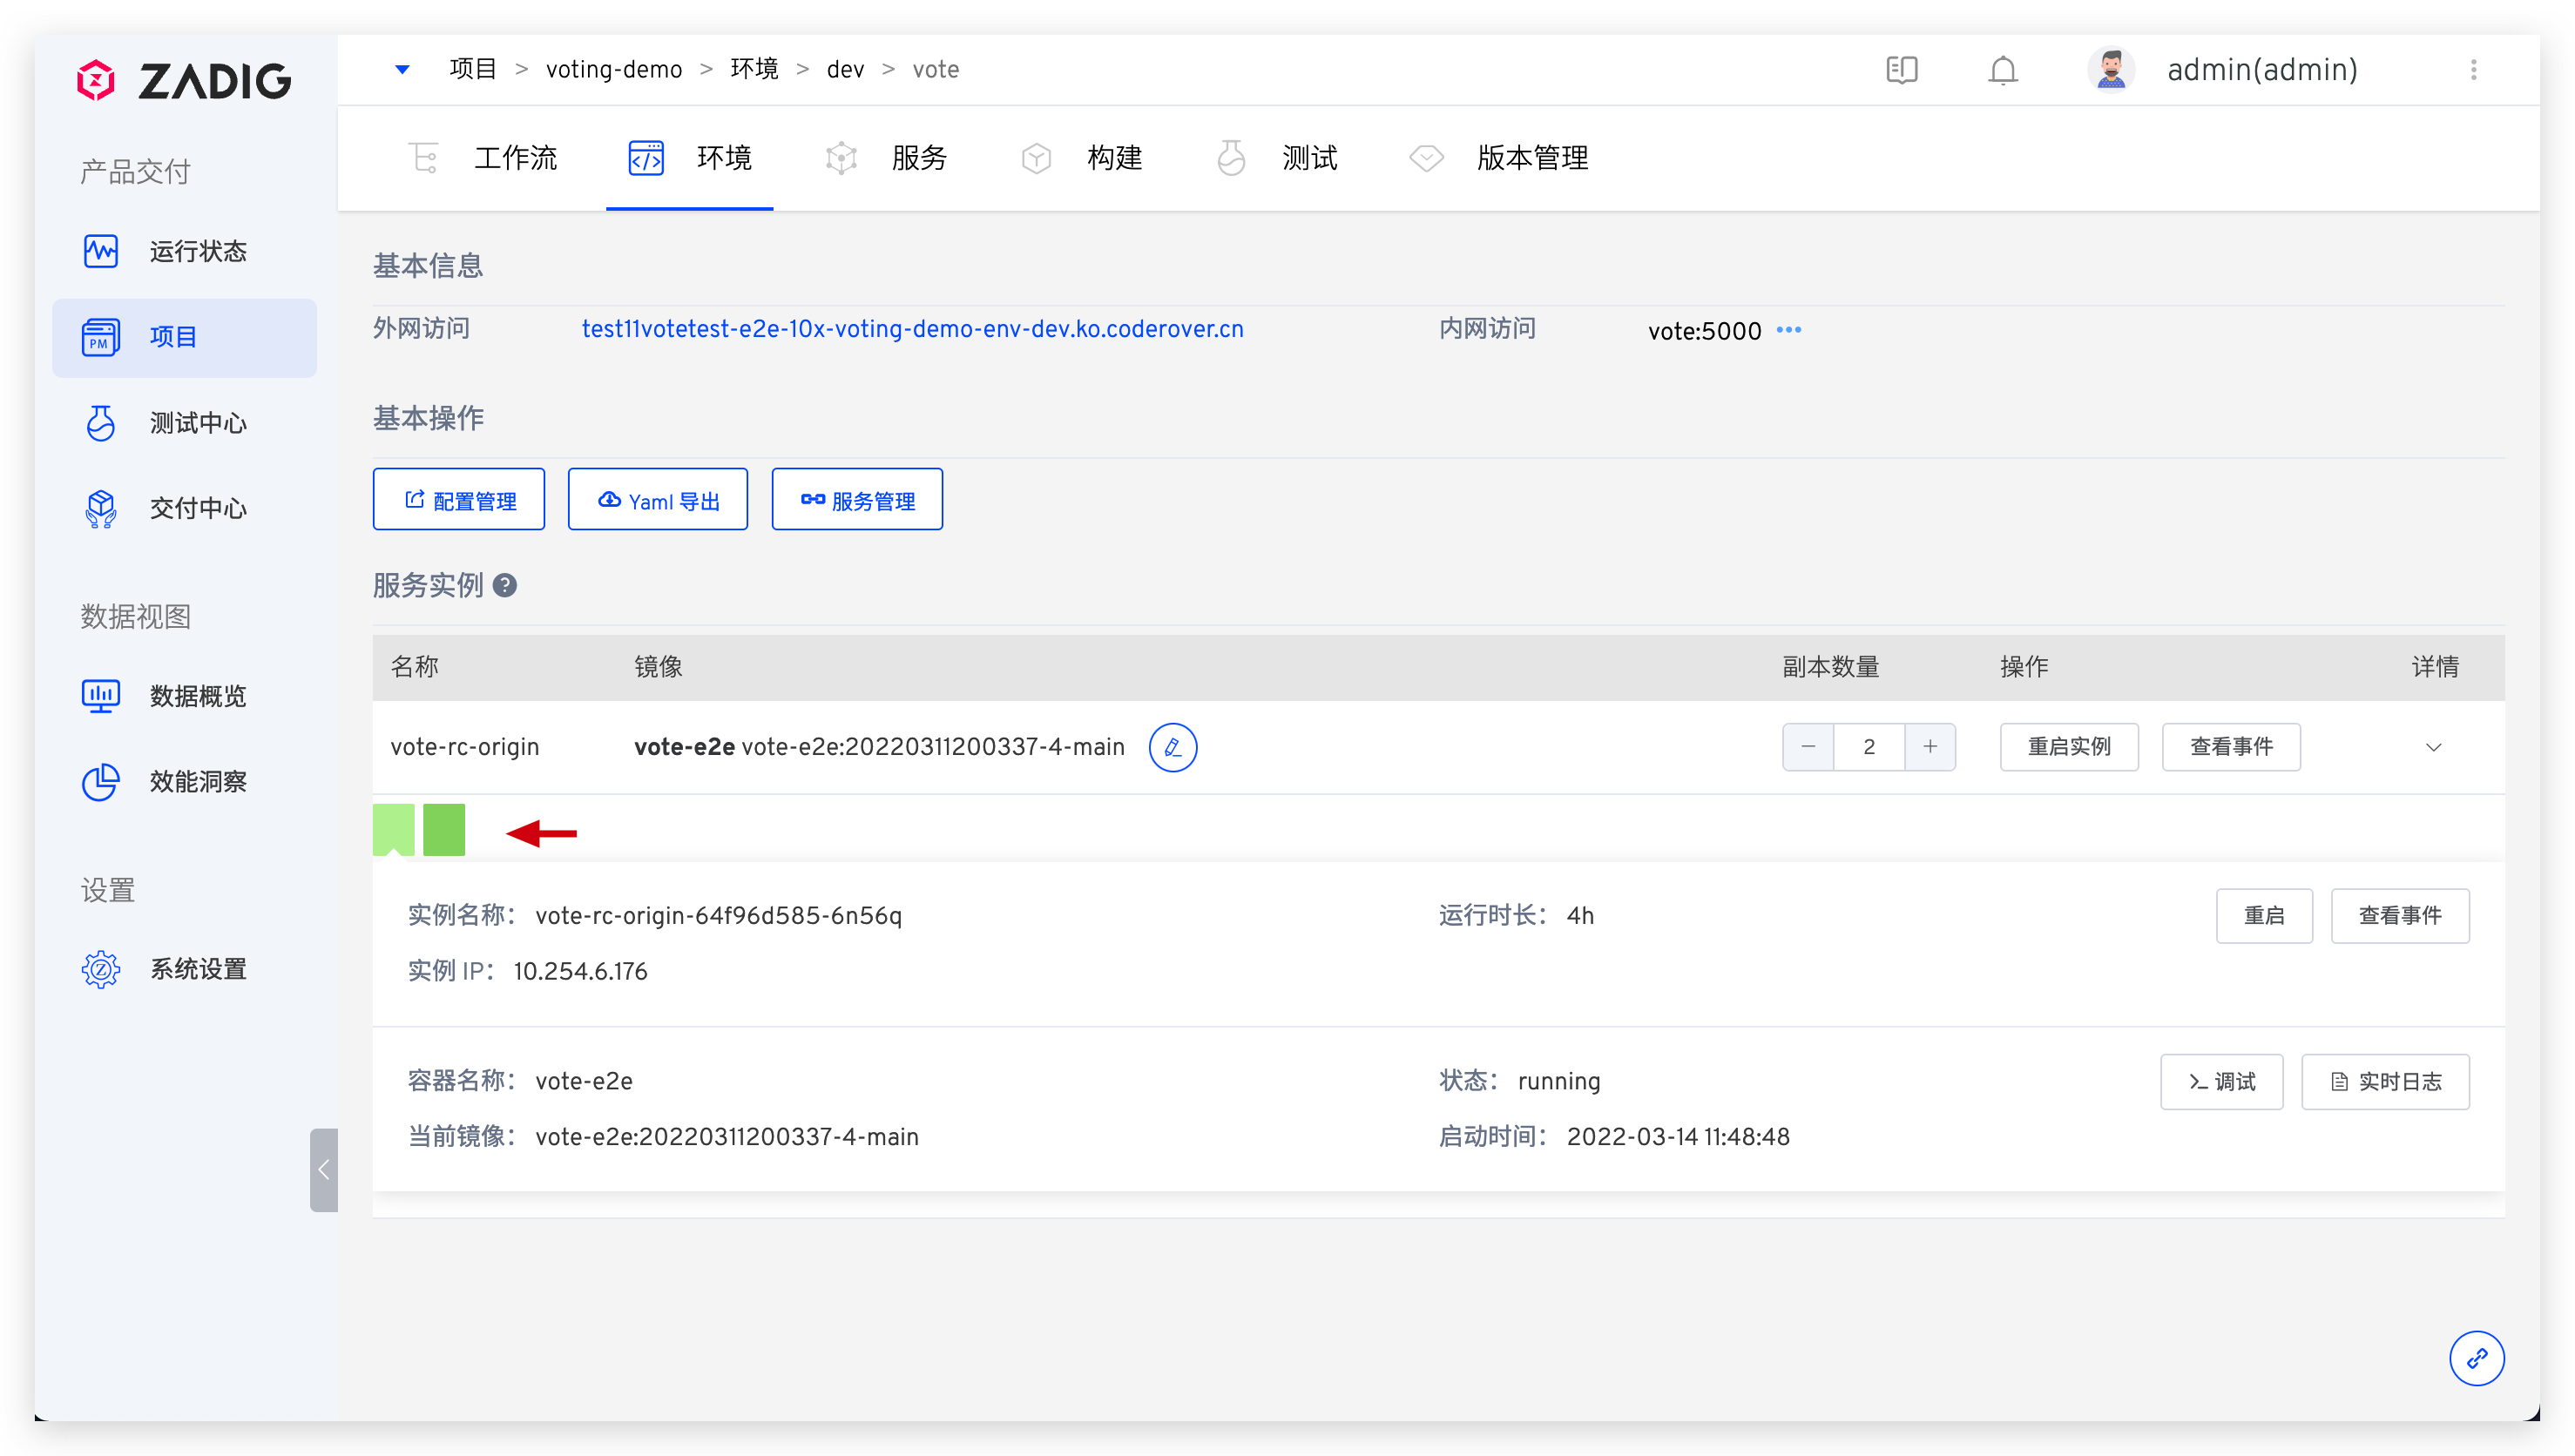 ZADIG
项目 > voting-demo > 环境 > dev > vote
admin(admin)
工作流 环境 服务 构建 测试 版本管理
产品交付
运行状态
PM 项目
测试中心
交付中心
数据视图
数据概览
效能洞察
设置
系统设置
基本信息
外网访问 test11votetest-e2e-10x-voting-demo-env-dev.ko.coderover.cn 内网访问 vote:5000 •••
基本操作
配置管理 Yaml 导出 服务管理
服务实例 ?
名称 镜像 副本数量 操作 详情
vote-rc-origin vote-e2e vote-e2e:20220311200337-4-main − 2 + 重启实例 查看事件
实例名称： vote-rc-origin-64f96d585-6n56q 运行时长： 4h 重启 查看事件
实例 IP： 10.254.6.176
容器名称： vote-e2e 状态： running >_ 调试 实时日志
当前镜像： vote-e2e:20220311200337-4-main 启动时间： 2022-03-14 11:48:48